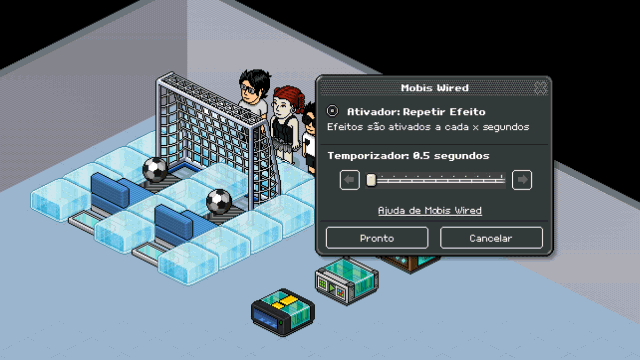 Mobis Wired
Ativador: Repetir Efeito
Efeitos são ativados a cada x segundos
Temporizador: 0.5 segundos
Ajuda de Mobis Wired
Pronto
Cancelar